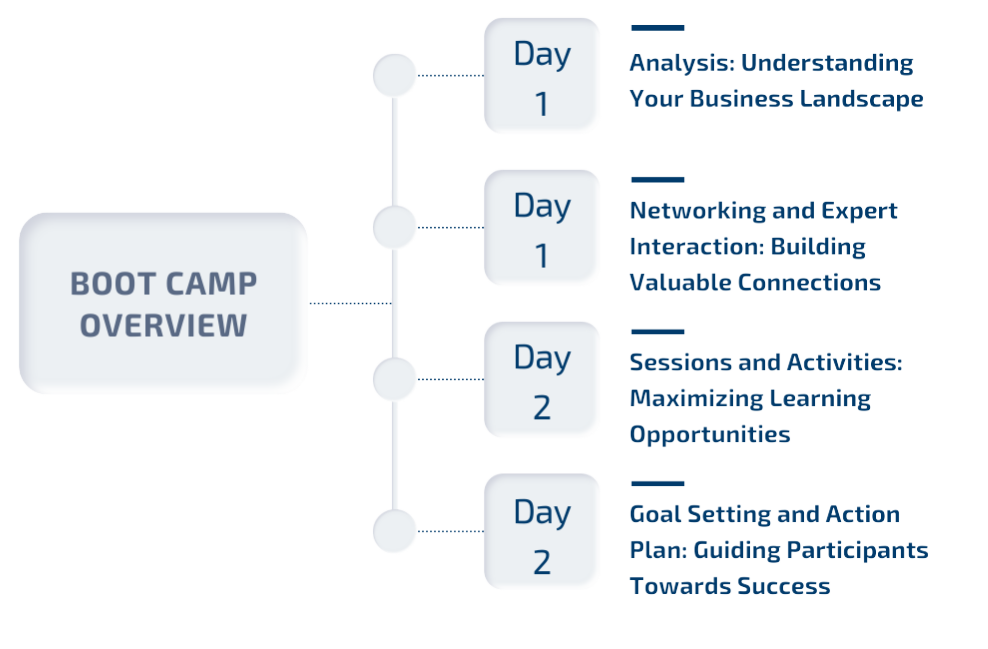 BOOT CAMP
OVERVIEW
Day
1
Analysis: Understanding
Your Business Landscape
Day
1
Networking and Expert
Interaction: Building
Valuable Connections
Day
2
Sessions and Activities:
Maximizing Learning
Opportunities
Day
2
Goal Setting and Action
Plan: Guiding Participants
Towards Success